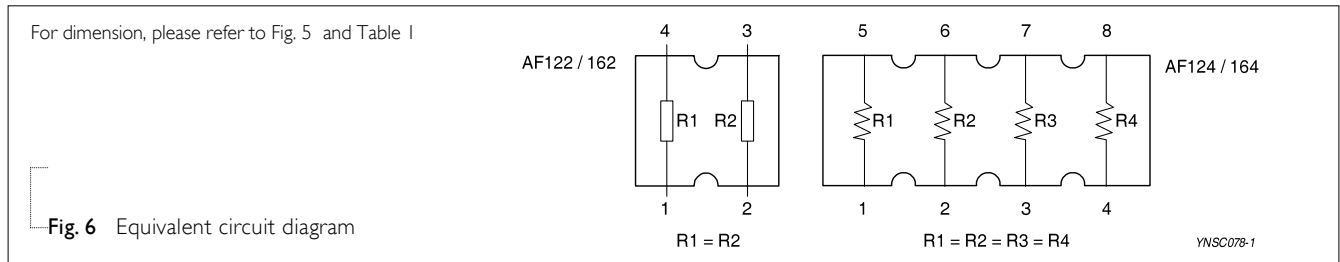 For dimension, please refer to Fig. 5 and Table 1
4 3
AF122 / 162
R1 R2
1 2
R1 = R2
5 6 7 8
AF124 / 164
R1 R2 R3 R4
1 2 3 4
R1 = R2 = R3 = R4
YNSC078-1
Fig. 6 Equivalent circuit diagram